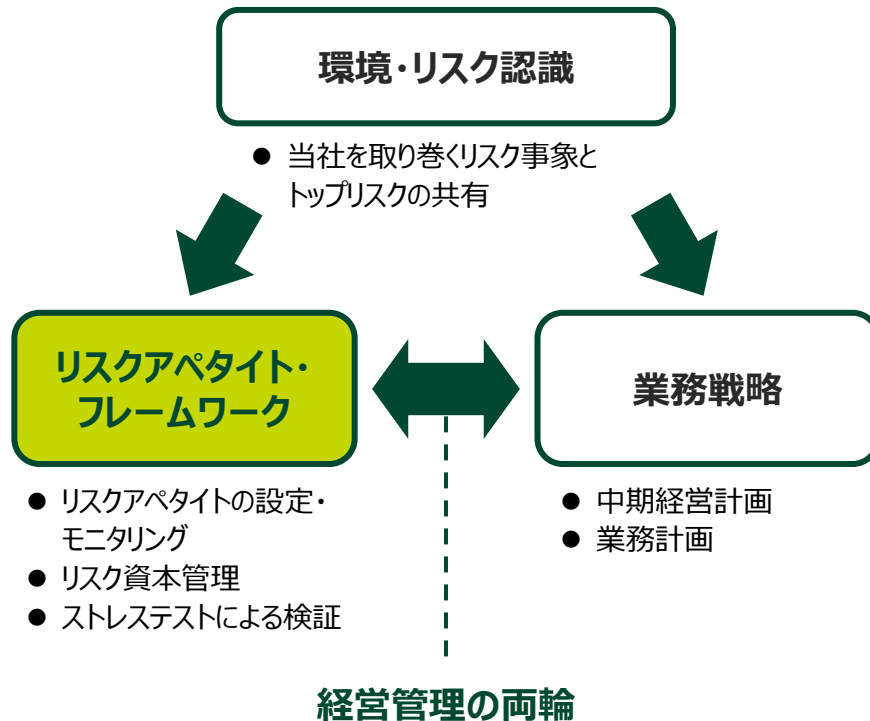 環境・リスク認識
● 当社を取り巻くリスク事象と
トップリスクの共有
リスクアペタイト・
フレームワーク
業務戦略
● リスクアペタイトの設定・
モニタリング
● リスク資本管理
● ストレステストによる検証
● 中期経営計画
● 業務計画
経営管理の両輪